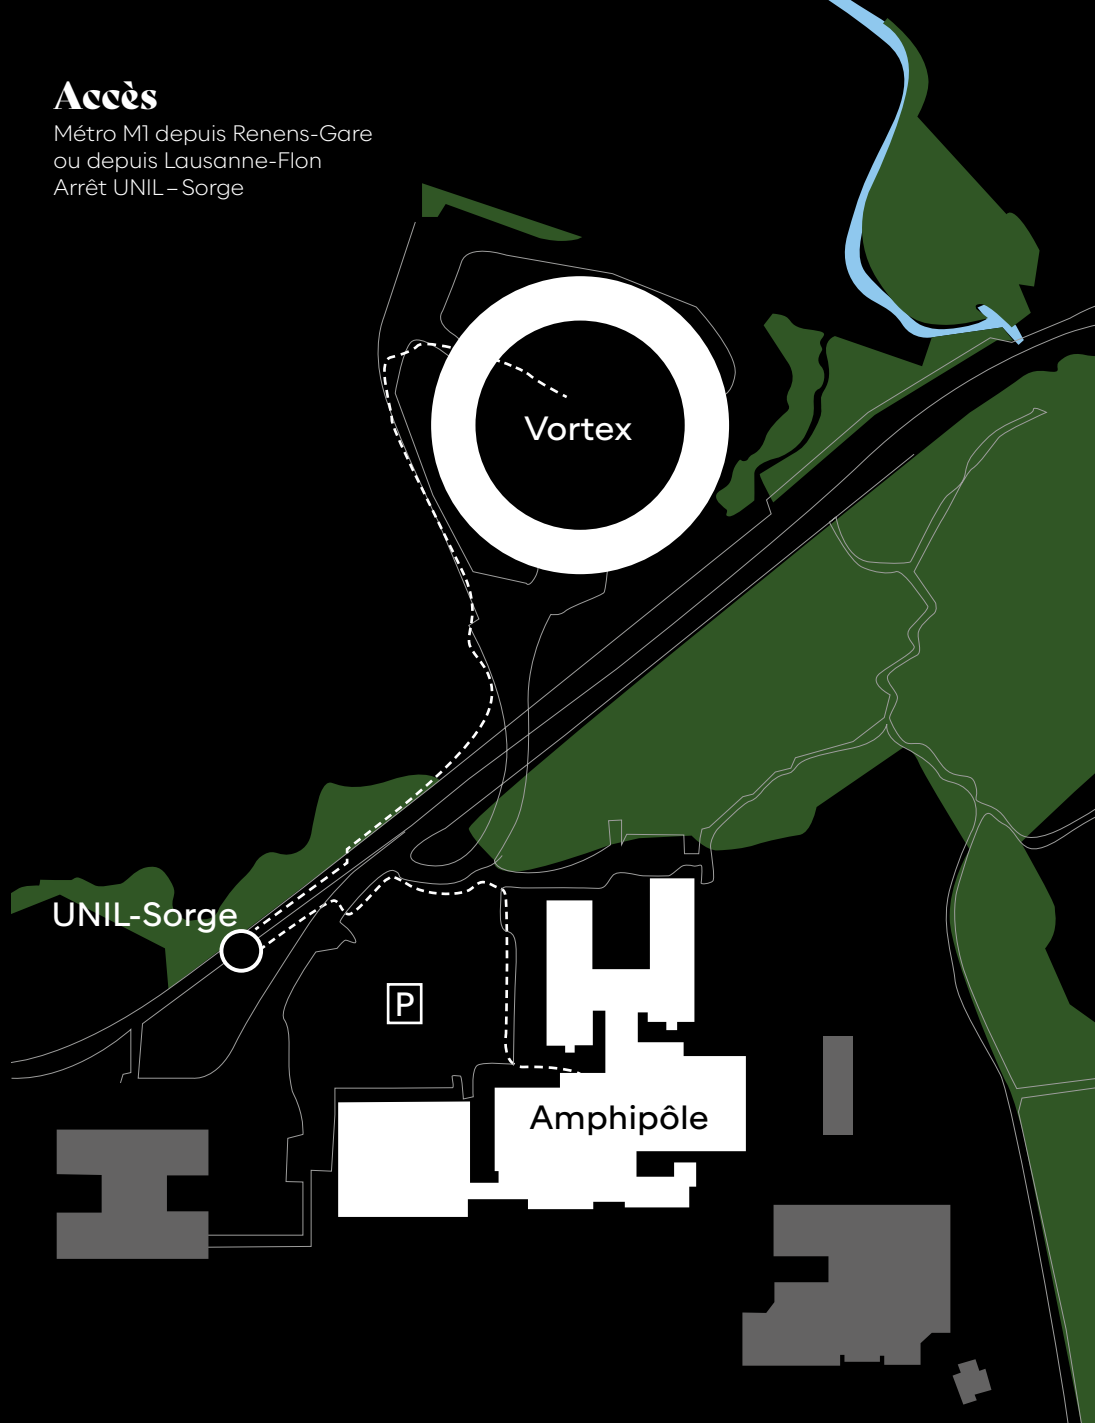 Accès
Métro M1 depuis Renens-Gare
ou depuis Lausanne-Flon
Arrêt UNIL – Sorge
Vortex
UNIL-Sorge
P
Amphipôle